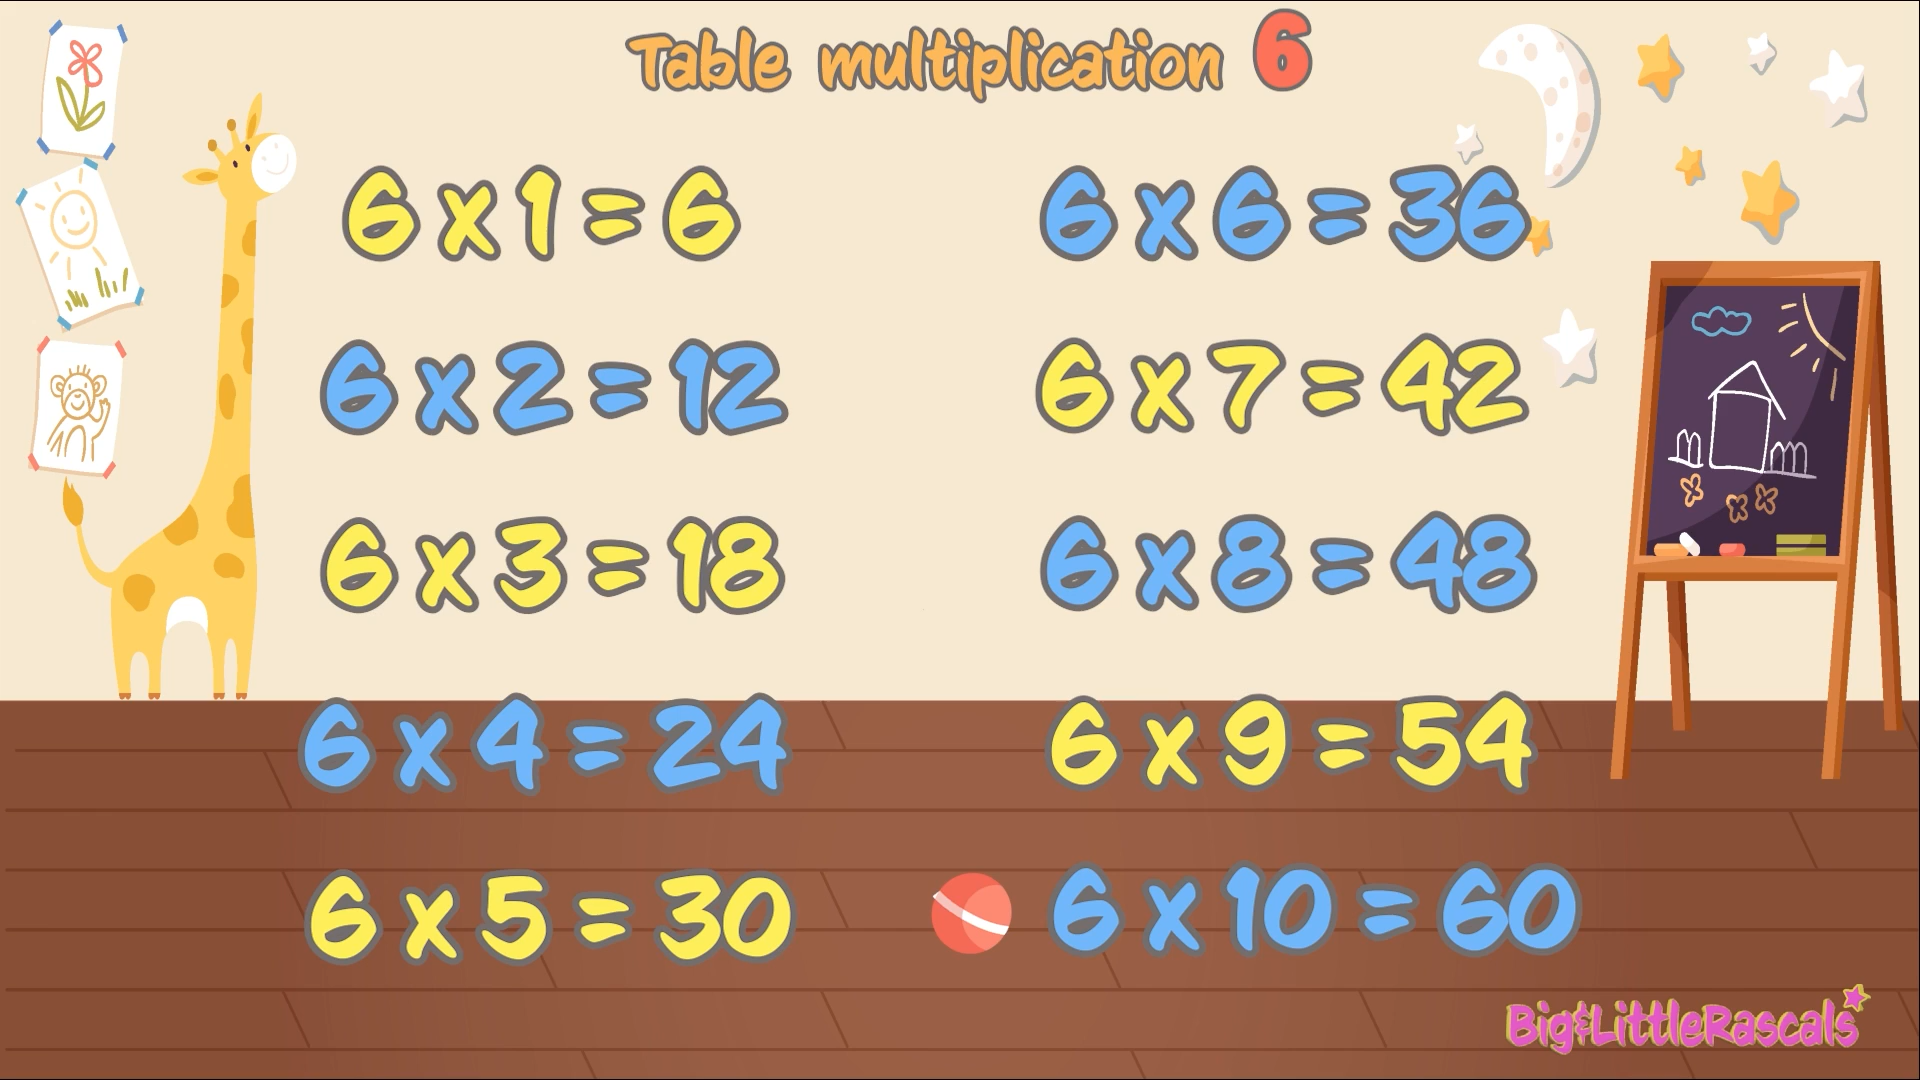 Table multiplication 6
6 x 1 = 6
6 x 2 = 12
6 x 3 = 18
6 x 4 = 24
6 x 5 = 30
6 x 6 = 36
6 x 7 = 42
6 x 8 = 48
6 x 9 = 54
6 x 10 = 60
Big&LittleRascals